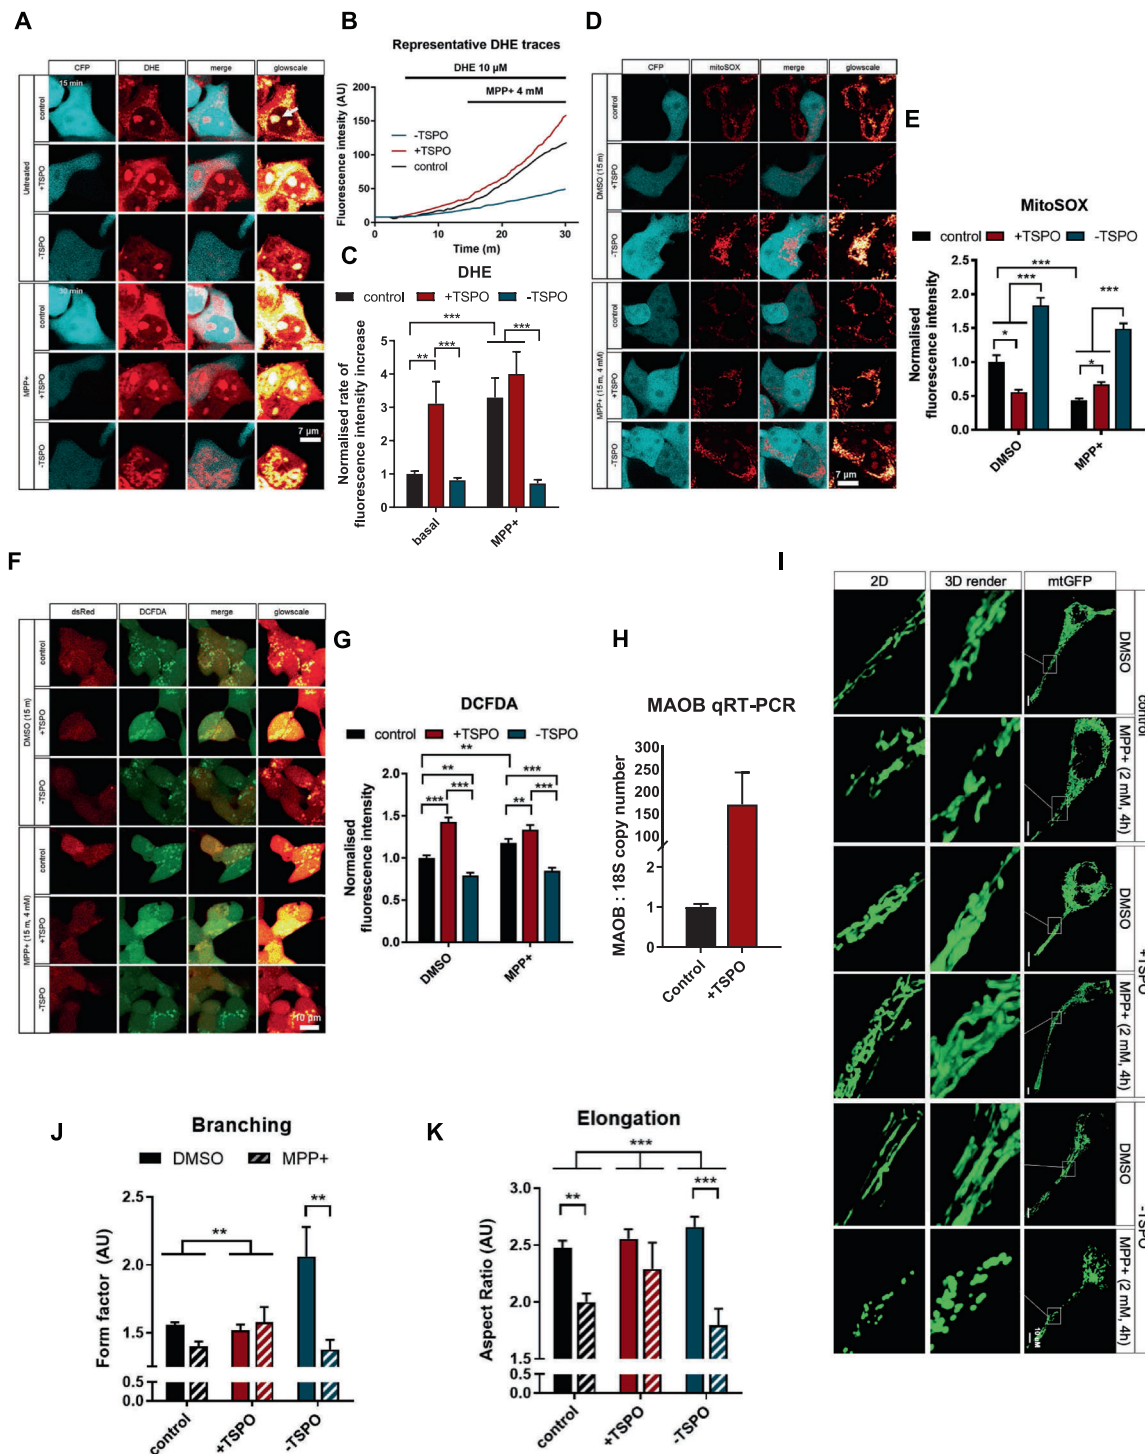 A
CFP DHE merge glowscale
15 min
Untreated
control
+TSPO
-TSPO
30 min
MPP+
control
+TSPO
-TSPO
7 µm
B
Representative DHE traces
DHE 10 µM
MPP+ 4 mM
Fluorescence intesity (AU)
200
150
100
50
0
-TSPO
+TSPO
control
0 10 20 30
Time (m)
C
DHE
control +TSPO -TSPO
Normalised rate of
fluorescence intensity increase
5
4
3
2
1
0
*** ** *** ***
basal MPP+
D
CFP mitoSOX merge glowscale
DMSO (15 m)
control
+TSPO
-TSPO
MPP+ (15 m, 4 mM)
control
+TSPO
-TSPO
7 µm
E
MitoSOX
control +TSPO -TSPO
Normalised
fluorescence intensity
2.5
2.0
1.5
1.0
0.5
0.0
*** *** * *** *
DMSO MPP+
F
dsRed DCFDA merge glowscale
DMSO (15 m)
control
+TSPO
-TSPO
MPP+ (15 m, 4 mM)
control
+TSPO
-TSPO
10 µm
G
DCFDA
control +TSPO -TSPO
Normalised
fluorescence intensity
2.0
1.5
1.0
0.5
0.0
** ** *** *** *** ** ***
DMSO MPP+
H
MAOB qRT-PCR
MAOB : 18S copy number
300
250
200
150
100
2
1
0
Control +TSPO
I
2D 3D render mtGFP
control
DMSO
MPP+ (2 mM, 4h)
+TSPO
DMSO
MPP+ (2 mM, 4h)
-TSPO
DMSO
MPP+ (2 mM, 4h)
10 µM
J
Branching
DMSO MPP+
Form factor
(AU)
2.5
2.0
1.5
0.5
0.0
** **
control +TSPO -TSPO
K
Elongation
Aspect Ratio (AU)
3.0
2.5
2.0
1.5
0.5
0.0
*** ** ***
control +TSPO -TSPO